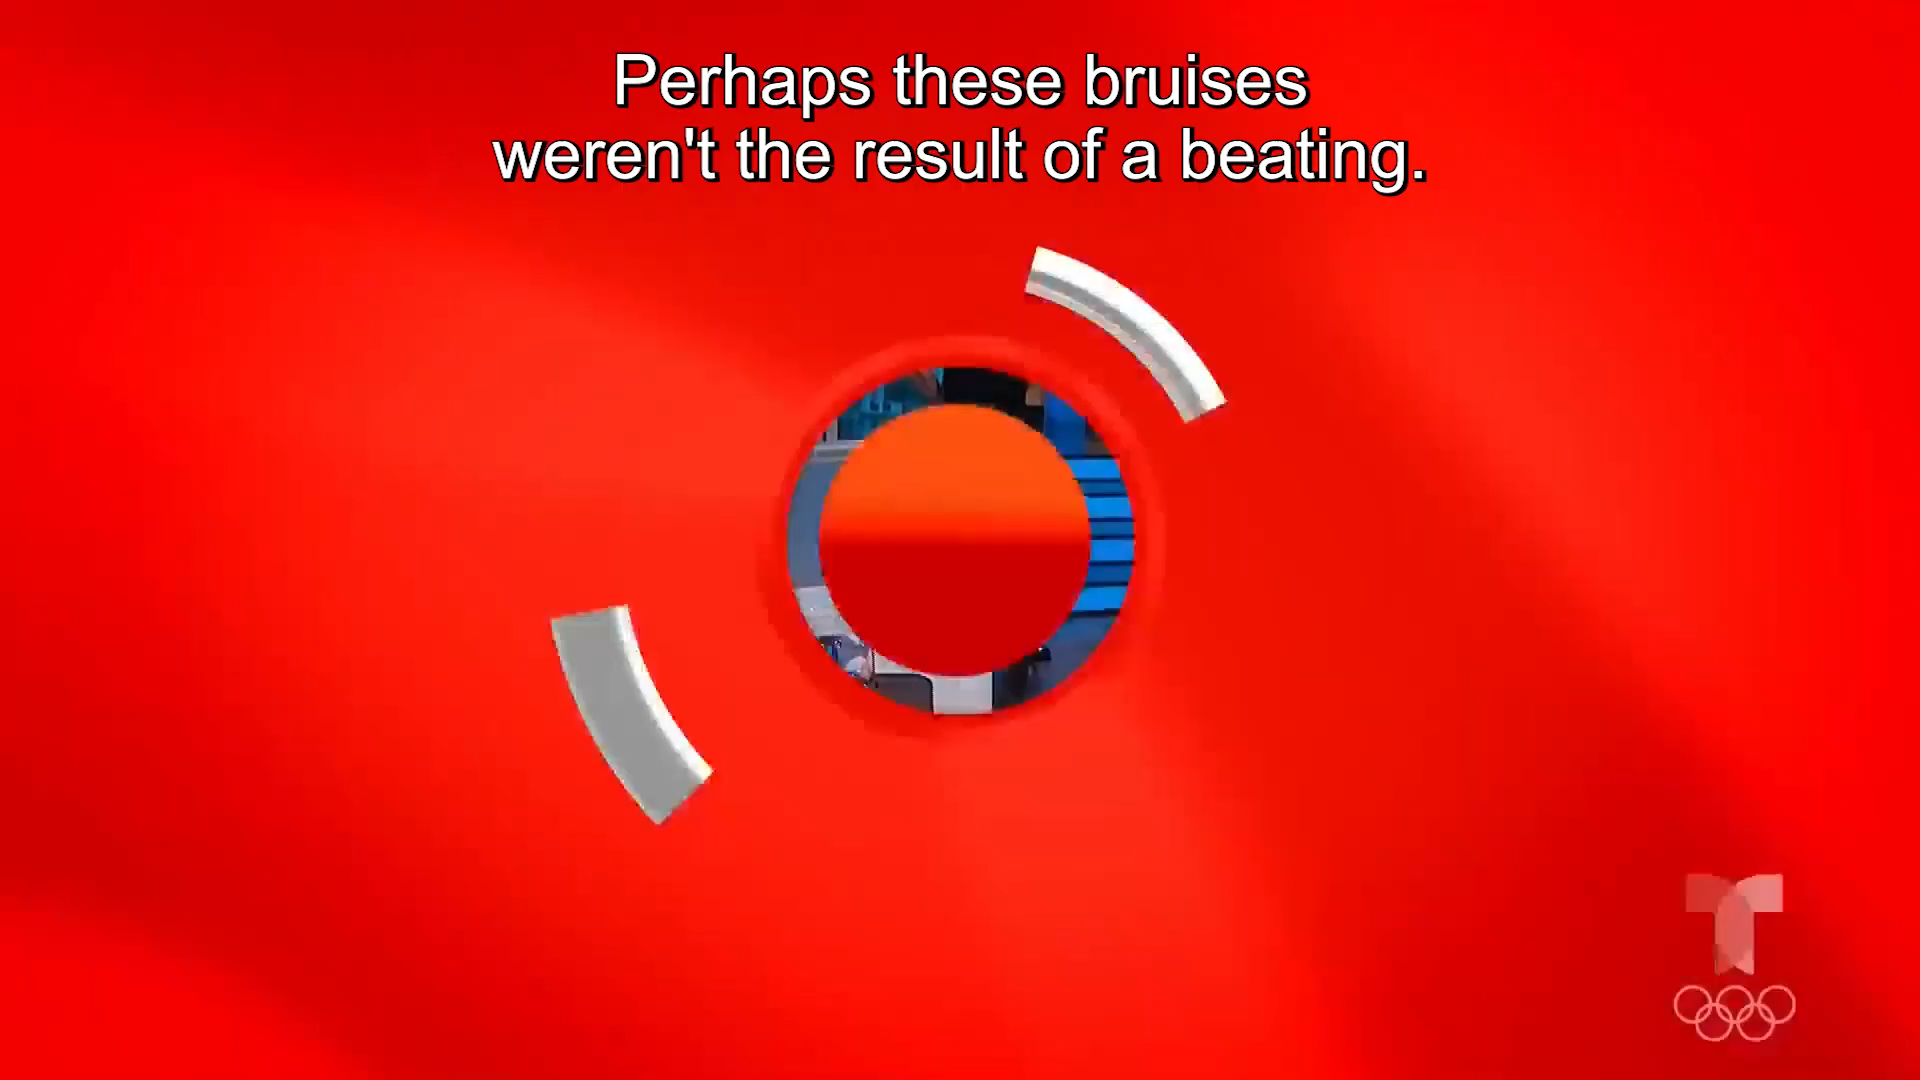 Perhaps these bruises
weren't the result of a beating.